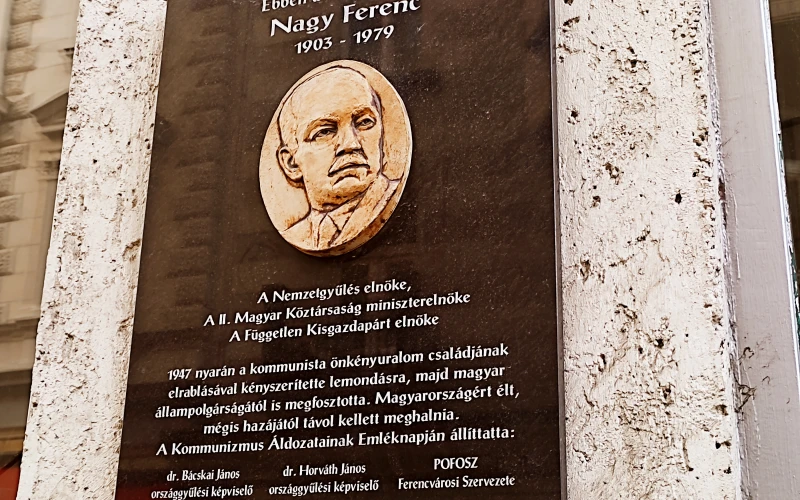 Ebben a
Nagy Ferenc
1903 - 1979
A Nemzetgyűlés elnöke,
A II. Magyar Köztársaság miniszterelnöke
A Független Kisgazdapárt elnöke
1947 nyarán a kommunista önkényuralom családjának
elrablásával kényszerítette lemondásra, majd magyar
állampolgárságától is megfosztotta. Magyarországért élt,
mégis hazájától távol kellett meghalnia.
A Kommunizmus Áldozatainak Emléknapján állíttatta:
dr. Bácskai János dr. Horváth János POFOSZ
országgyűlési képviselő országgyűlési képviselő Ferencvárosi Szervezete